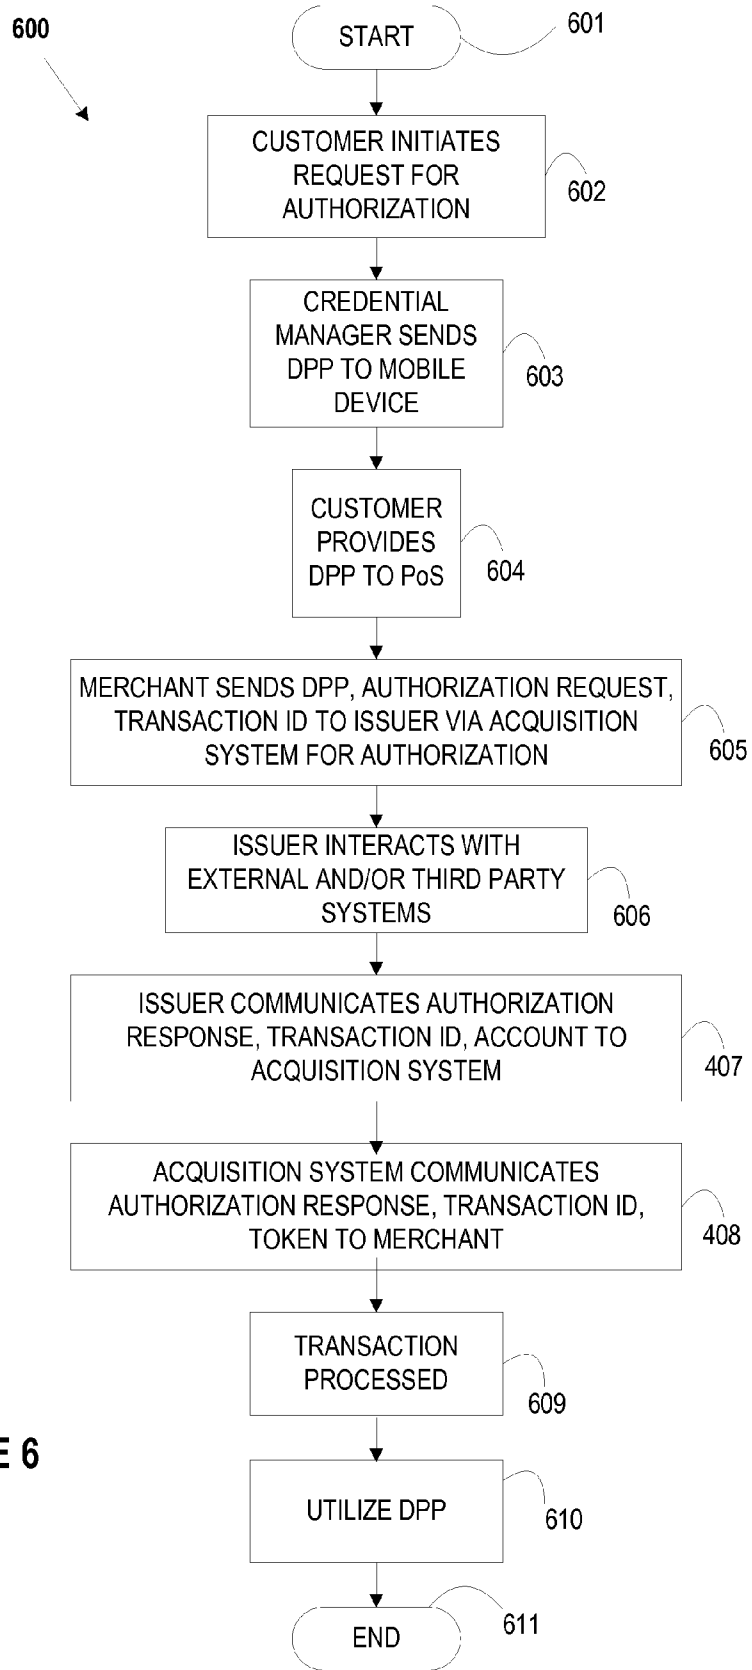 600
START
601
CUSTOMER INITIATES
REQUEST FOR
AUTHORIZATION
602
CREDENTIAL
MANAGER SENDS
DPP TO MOBILE
DEVICE
603
CUSTOMER
PROVIDES
DPP TO PoS
604
MERCHANT SENDS DPP, AUTHORIZATION REQUEST,
TRANSACTION ID TO ISSUER VIA ACQUISITION
SYSTEM FOR AUTHORIZATION
605
ISSUER INTERACTS WITH
EXTERNAL AND/OR THIRD PARTY
SYSTEMS
606
ISSUER COMMUNICATES AUTHORIZATION
RESPONSE, TRANSACTION ID, ACCOUNT TO
ACQUISITION SYSTEM
407
ACQUISITION SYSTEM COMMUNICATES
AUTHORIZATION RESPONSE, TRANSACTION ID,
TOKEN TO MERCHANT
408
TRANSACTION
PROCESSED
609
E 6
UTILIZE DPP
610
END
611